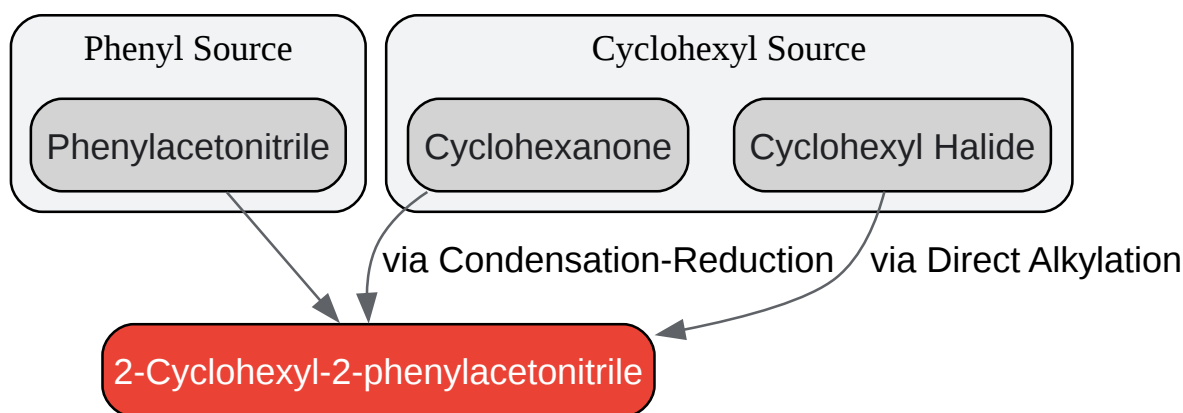 Phenyl Source
Cyclohexyl Source
Phenylacetonitrile
Cyclohexanone
Cyclohexyl Halide
via Condensation-Reduction
via Direct Alkylation
2-Cyclohexyl-2-phenylacetonitrile